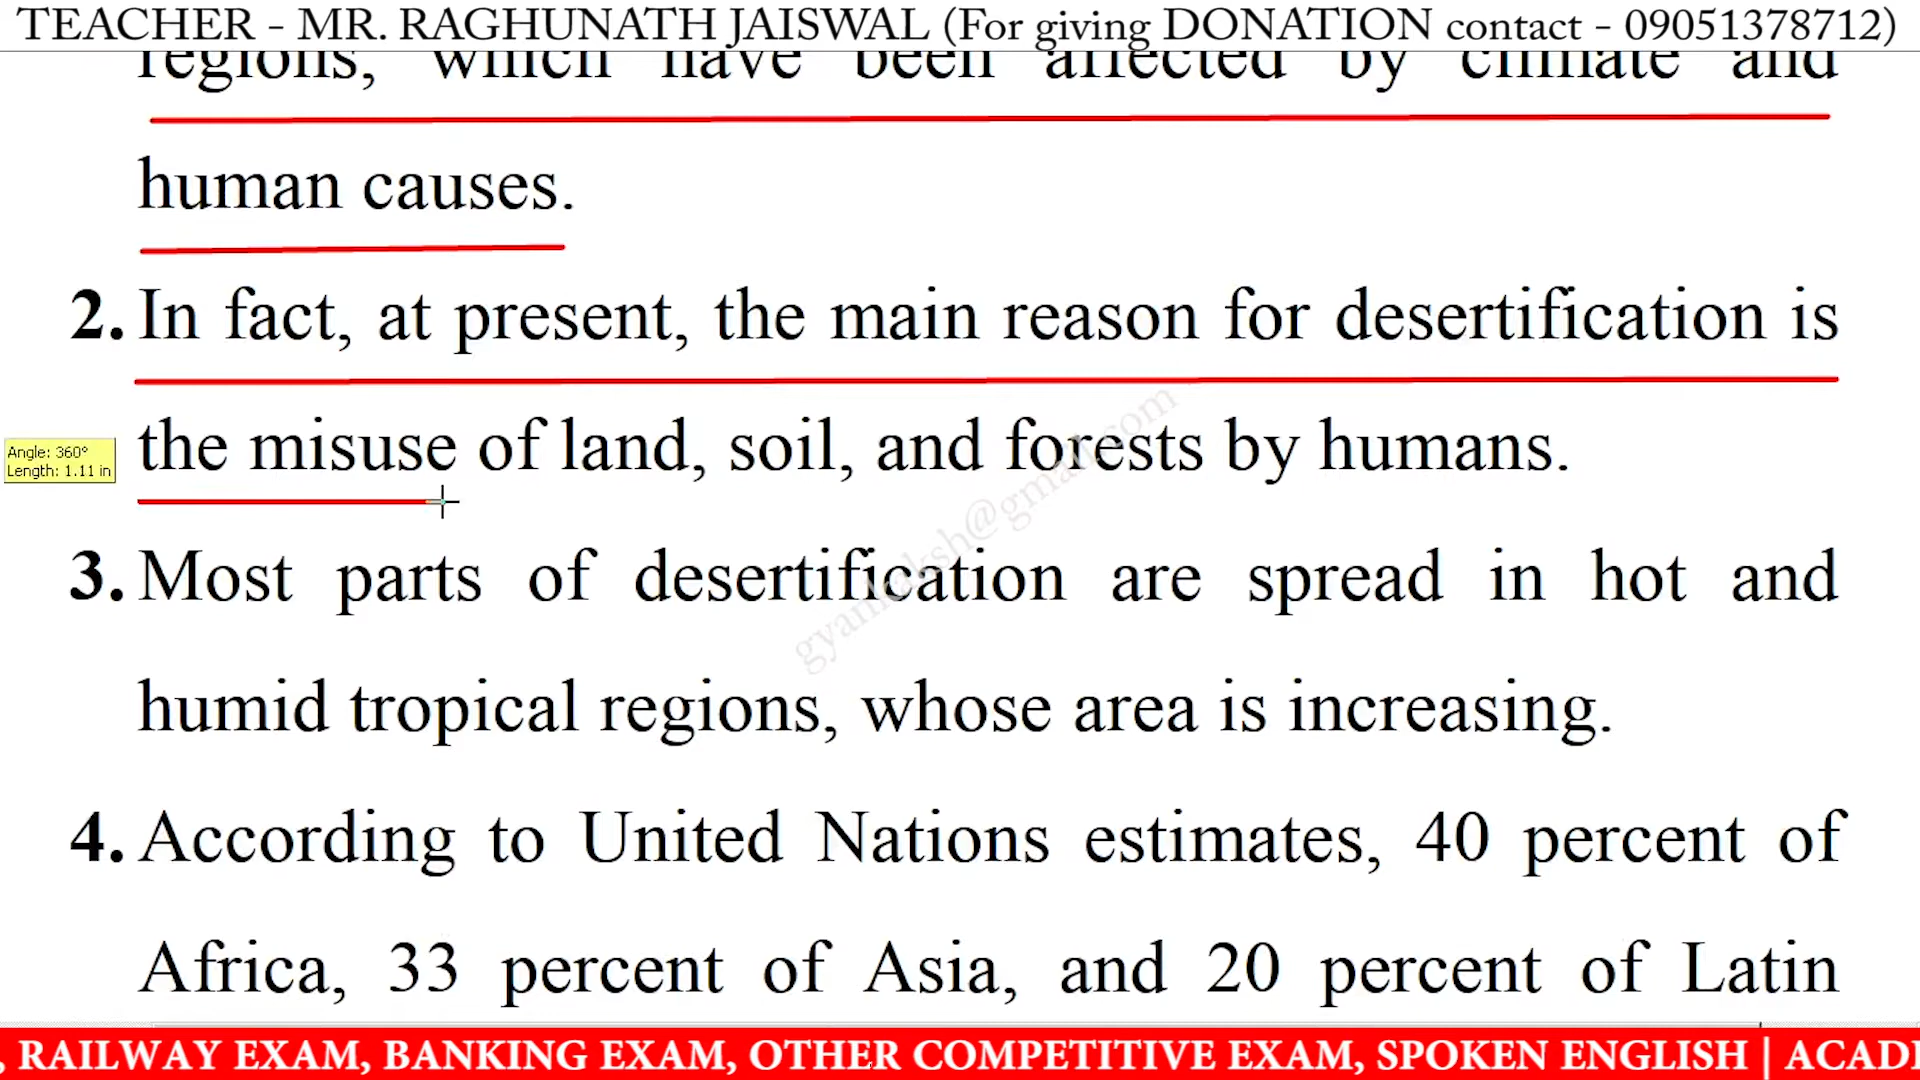 TEACHER - MR. RAGHUNATH JAISWAL (For giving DONATION contact - 09051378712)
regions, which have been affected by climate and
human causes.
2. In fact, at present, the main reason for desertification is
the misuse of land, soil, and forests by humans.
Angle: 360°
Length: 1.11 in
3. Most parts of desertification are spread in hot and
humid tropical regions, whose area is increasing.
4. According to United Nations estimates, 40 percent of
Africa, 33 percent of Asia, and 20 percent of Latin
gyankaksh@gmail.com
, RAILWAY EXAM, BANKING EXAM, OTHER COMPETITIVE EXAM, SPOKEN ENGLISH | ACAD